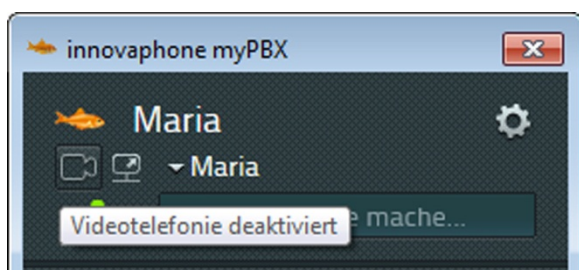 innovaphone myPBX
Maria
Maria
Videotelefonie deaktiviert
mache...